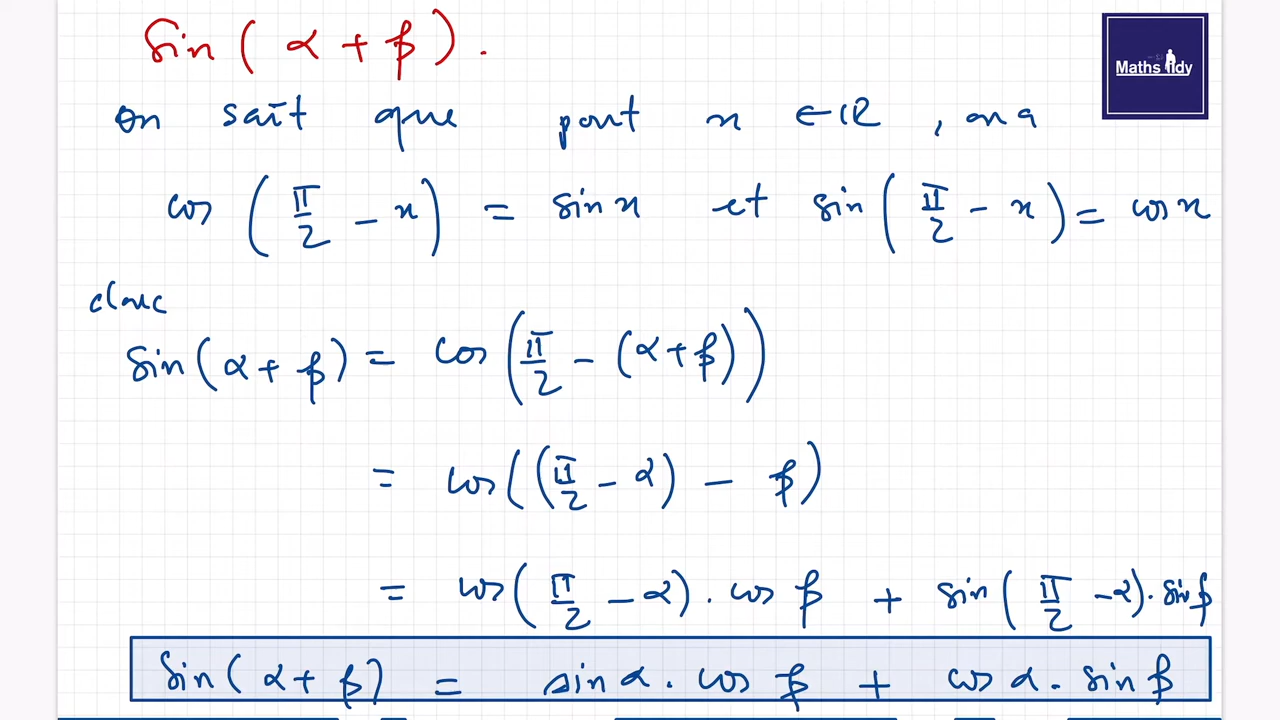 sin(α + β).
Maths Tidy
on sait que pour x ∈ ℝ, on a
cos(π/2 - x) = sin x et sin(π/2 - x) = cos x
donc
sin(α + β) = cos(π/2 - (α + β))
= cos((π/2 - α) - β)
= cos(π/2 - α) . cos β + sin(π/2 - α) . sin β
sin(α + β) = sin α . cos β + cos α . sin β